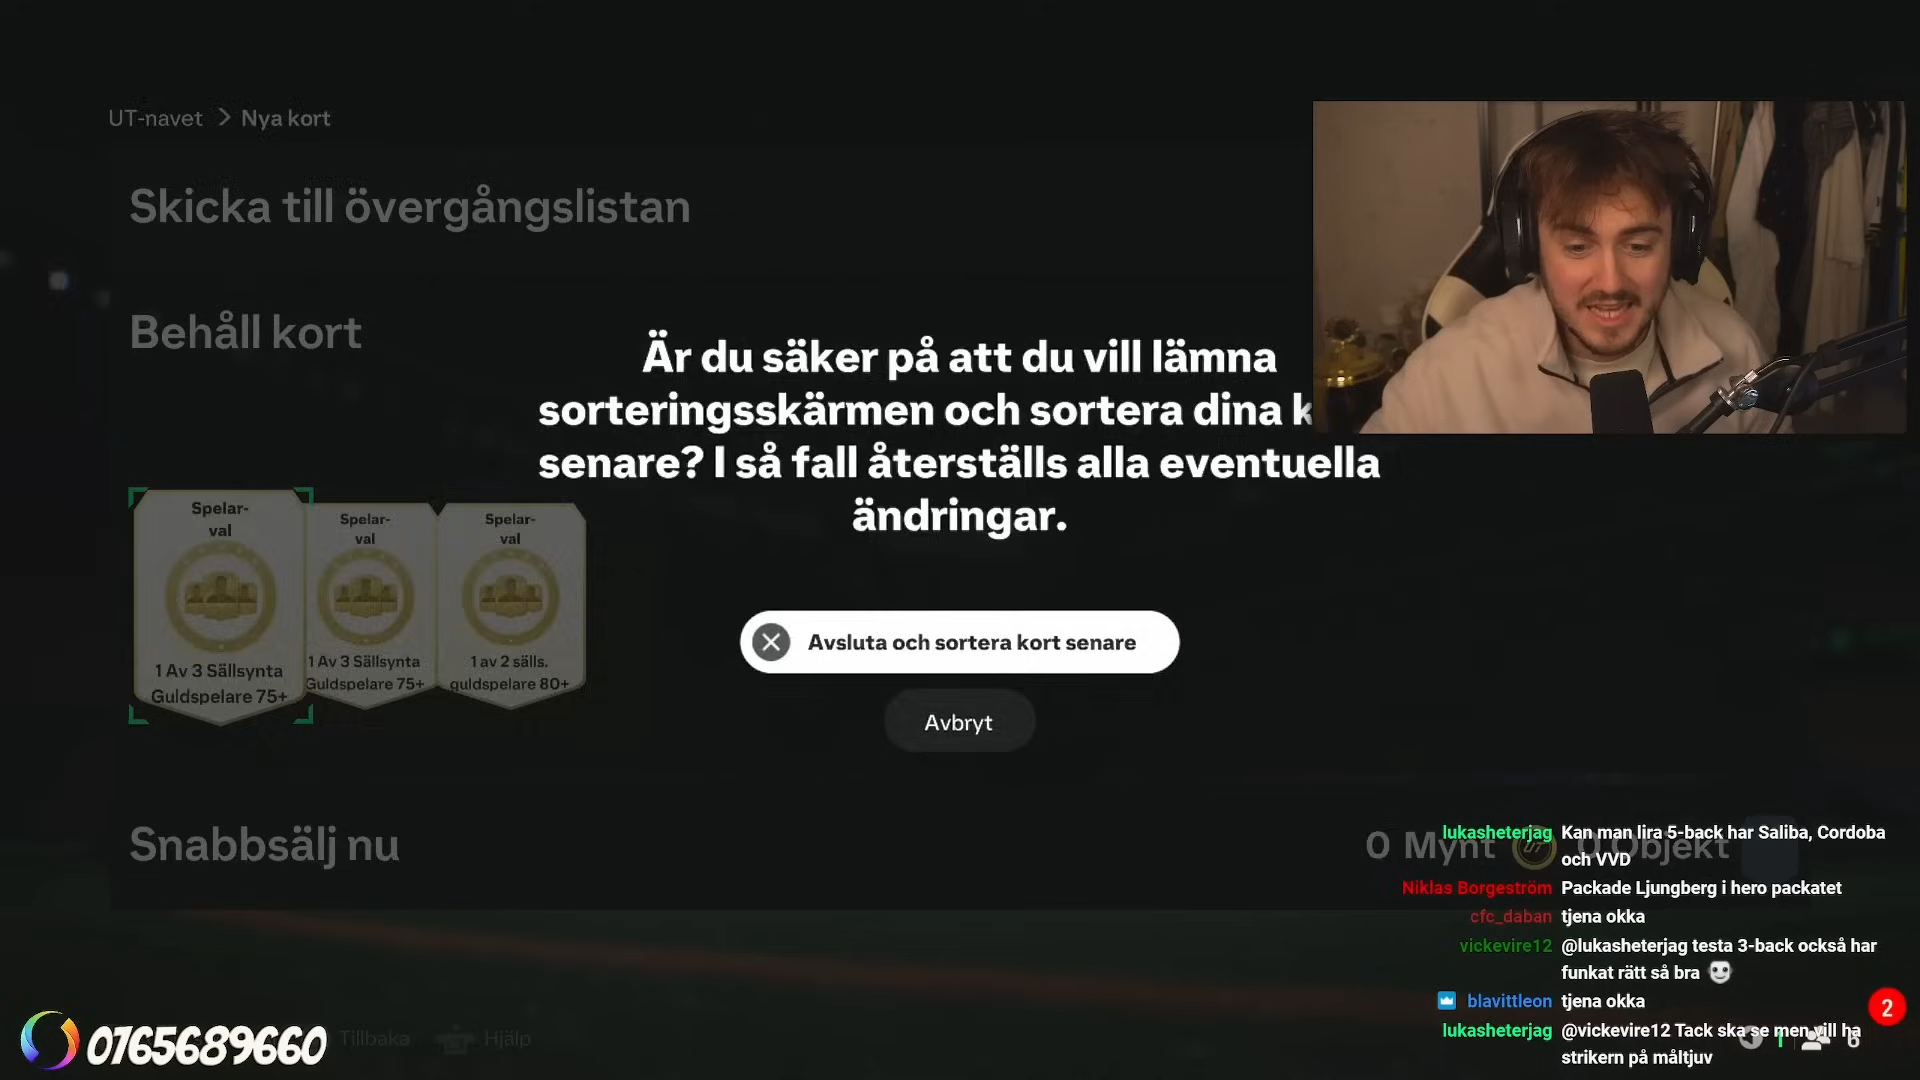 UT-navet > Nya kort
Skicka till övergångslistan
Behåll kort
Är du säker på att du vill lämna
sorteringsskärmen och sortera dina
senare? I så fall återställs alla eventuella
ändringar.
Spelar-
val
1 Av 3 Sällsynta
Guldspelare 75+
Spelar-
val
1 Av 3 Sällsynta
Guldspelare 75+
Spelar-
val
1 av 2 sälls.
guldspelare 80+
Avsluta och sortera kort senare
Avbryt
Snabbsälj nu
0 Mynt 0 Objekt
lukasheterjag Kan man lira 5-back har Saliba, Cordoba
och VVD
Niklas Borgeström Packade Ljungberg i hero packatet
cfc_daban tjena okka
vickevire12 @lukasheterjag testa 3-back också har
funkat rätt så bra
blavittleon tjena okka
lukasheterjag @vickevire12 Tack ska se men vill ha
strikern på måltjuv
2
1 6
0765689660
Tillbaka
Hjälp